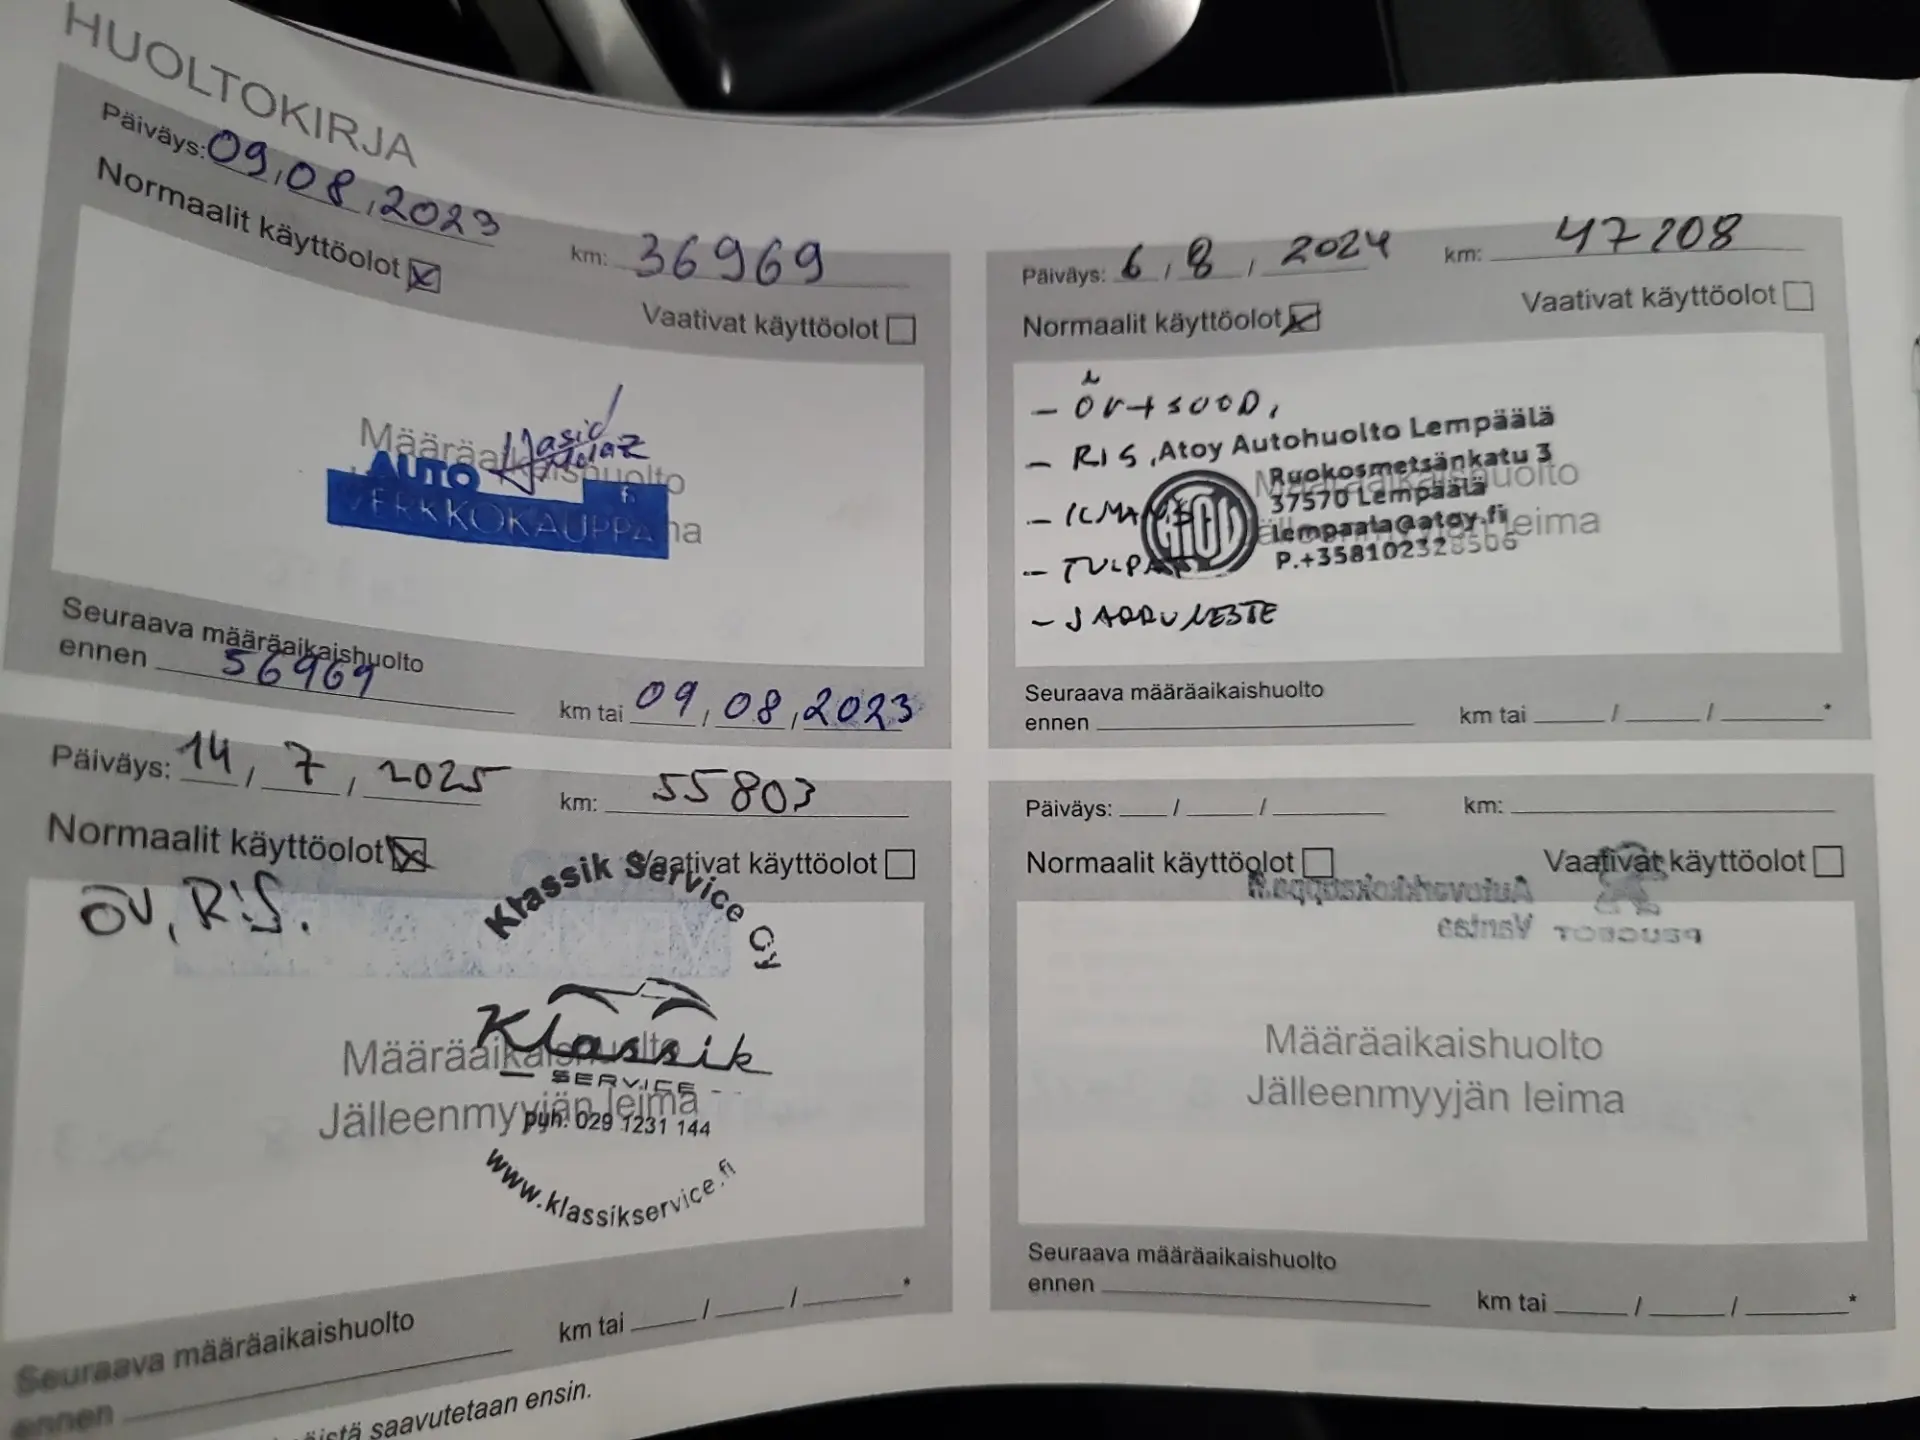 HUOLTOKIRJA
Päiväys: 09,08,2023
km: 36969
Normaalit käyttöolot
Vaativat käyttöolot
Määräaikaishuolto
AUTO
VERKKOKAUPPA
Seuraava määräaikaishuolto
ennen 56969 km tai 09,08,2023
Päiväys: 6,8, 2024 km: 47208
Normaalit käyttöolot
Vaativat käyttöolot
- ÖV+SUOD,
- RIS, Atoy Autohuolto Lempäälä
Ruokosmetsänkatu 3
37570 Lempäälä
lempaala@atoy.fi
P.+358102328506
Määräaikaishuolto
Jälleenmyyjän leima
- TULPAT
- JARRUNESTE
Seuraava määräaikaishuolto
ennen km tai / / *
Päiväys: 14, 7, 2025 km: 55803
Normaalit käyttöolot
Vaativat käyttöolot
ÖV, RIS.
Klassik Service Oy
Klassik
SERVICE
Määräaikaishuolto
Jälleenmyyjän leima
puh. 029 1231 144
www.klassikservice.fi
Seuraava määräaikaishuolto
ennen km tai / / *
saavutetaan ensin.
Päiväys: / / km:
Normaalit käyttöolot
Vaativat käyttöolot
Määräaikaishuolto
Jälleenmyyjän leima
Seuraava määräaikaishuolto
ennen km tai / / *